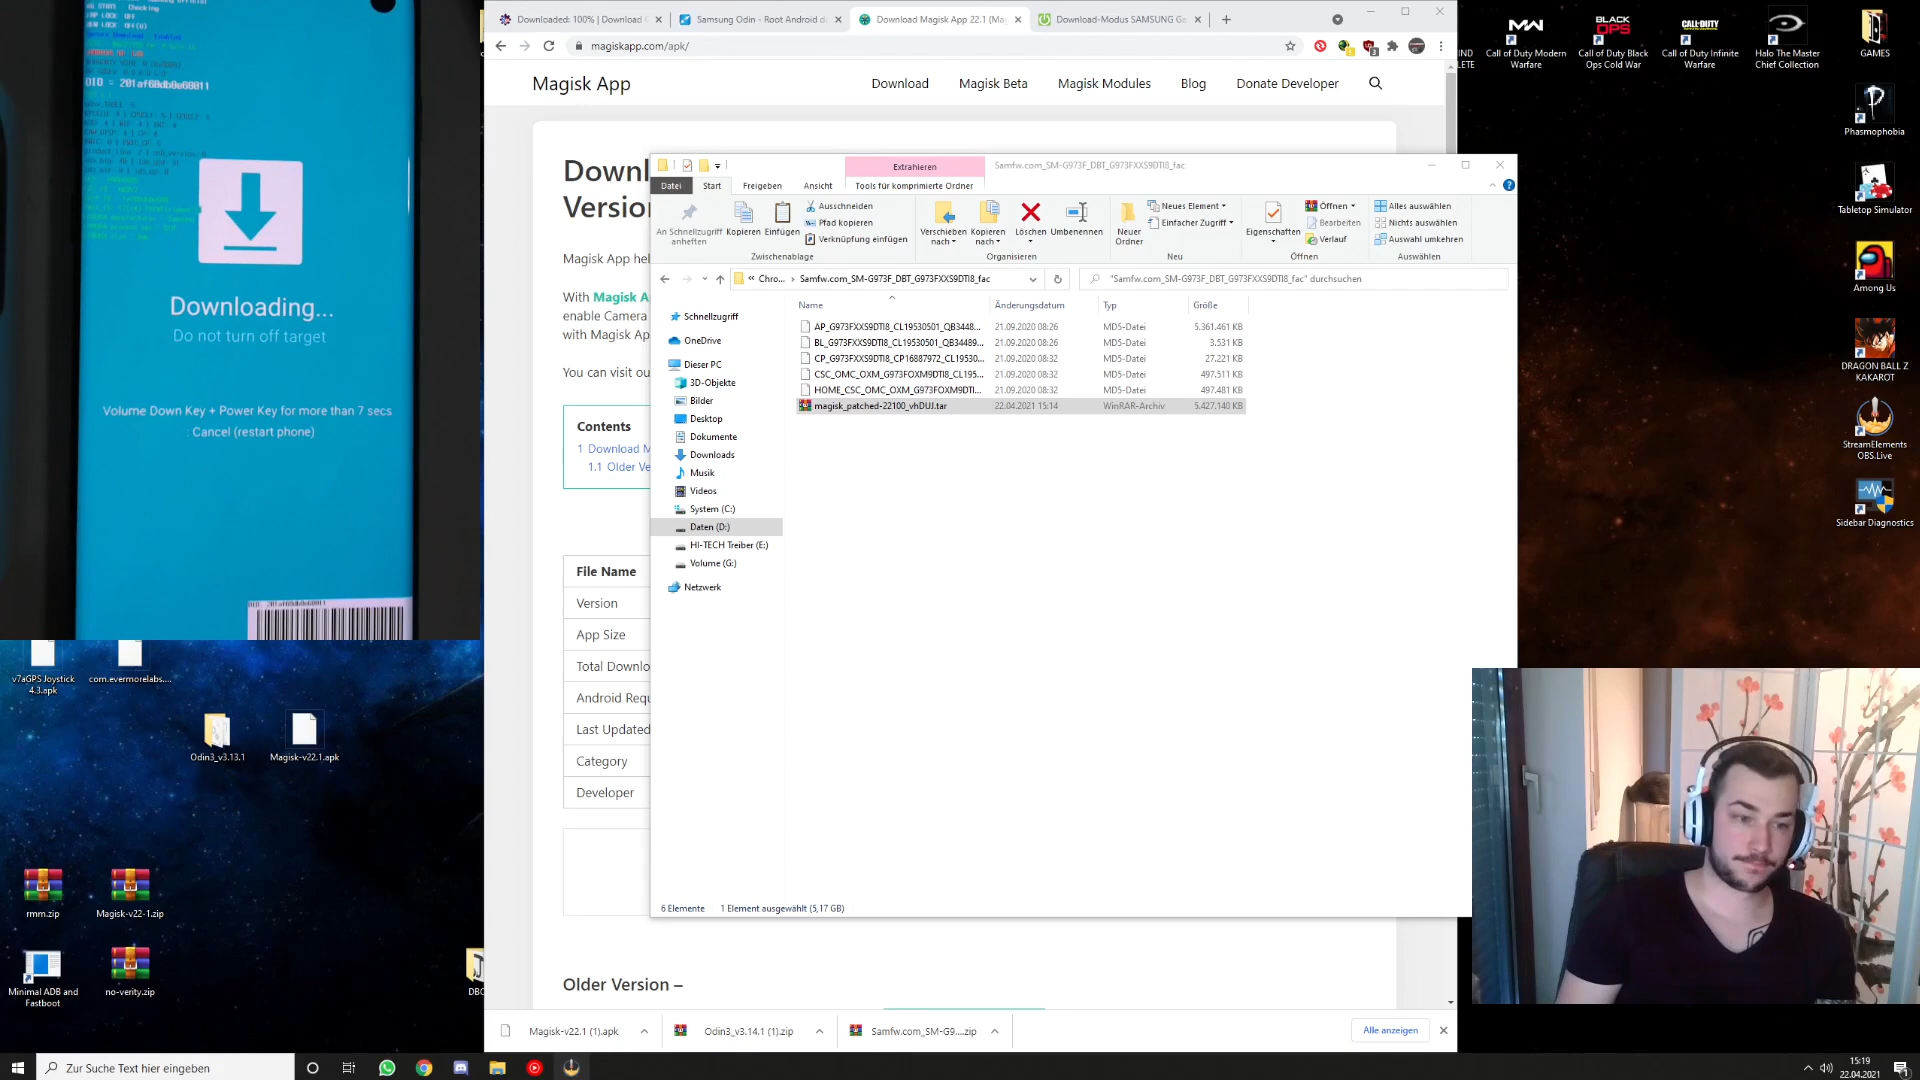 OID = 201af68db0e68011
Downloading...
Do not turn off target
Volume Down Key + Power Key for more than 7 secs
: Cancel (restart phone)
v7aGPS Joystick
4.3.apk
com.evermorelabs....
Odin3_v3.13.1
Magisk-v22.1.apk
rmm.zip
Magisk-v22-1.zip
Minimal ADB and
Fastboot
no-verity.zip
DBC
Downloaded: 100% | Download
Samsung Odin - Root Android d
Download Magisk App 22.1 (Ma
Download-Modus SAMSUNG Ga
magiskapp.com/apk/
Magisk App
Download
Magisk Beta
Magisk Modules
Blog
Donate Developer
Downl
Version
Magisk App hel
With Magisk A
enable Camera
with Magisk Ap
You can visit ou
Contents
1 Download M
1.1 Older Ve
File Name
Version
App Size
Total Downlo
Android Requ
Last Updated
Category
Developer
Older Version –
Extrahieren
Samfw.com_SM-G973F_DBT_G973FXXS9DTI8_fac
Datei
Start
Freigeben
Ansicht
Tools für komprimierte Ordner
An Schnellzugriff
anheften
Kopieren
Einfügen
Ausschneiden
Pfad kopieren
Verknüpfung einfügen
Zwischenablage
Verschieben
nach
Kopieren
nach
Löschen
Umbenennen
Organisieren
Neuer
Ordner
Neues Element
Einfacher Zugriff
Neu
Eigenschaften
Öffnen
Bearbeiten
Verlauf
Öffnen
Alles auswählen
Nichts auswählen
Auswahl umkehren
Auswählen
« Chro... > Samfw.com_SM-G973F_DBT_G973FXXS9DTI8_fac
"Samfw.com_SM-G973F_DBT_G973FXXS9DTI8_fac" durchsuchen
Name Änderungsdatum Typ Größe
AP_G973FXXS9DTI8_CL19530501_QB3448... 21.09.2020 08:26 MD5-Datei 5.361.461 KB
BL_G973FXXS9DTI8_CL19530501_QB34489... 21.09.2020 08:26 MD5-Datei 3.531 KB
CP_G973FXXS9DTI8_CP16887972_CL19530... 21.09.2020 08:32 MD5-Datei 27.221 KB
CSC_OMC_OXM_G973FOXM9DTI8_CL195... 21.09.2020 08:32 MD5-Datei 497.511 KB
HOME_CSC_OMC_OXM_G973FOXM9DTI... 21.09.2020 08:32 MD5-Datei 497.481 KB
magisk_patched-22100_vhDUJ.tar 22.04.2021 15:14 WinRAR-Archiv 5.427.140 KB
Schnellzugriff
OneDrive
Dieser PC
3D-Objekte
Bilder
Desktop
Dokumente
Downloads
Musik
Videos
System (C:)
Daten (D:)
HI-TECH Treiber (E:)
Volume (G:)
Netzwerk
6 Elemente 1 Element ausgewählt (5,17 GB)
Magisk-v22.1 (1).apk
Odin3_v3.14.1 (1).zip
Samfw.com_SM-G9....zip
Alle anzeigen
Call of Duty Modern
Warfare
BLACK
OPS
Call of Duty Black
Ops Cold War
CALL OF DUTY
Call of Duty Infinite
Warfare
Halo The Master
Chief Collection
GAMES
Phasmophobia
Tabletop Simulator
Among Us
DRAGON BALL Z
KAKAROT
StreamElements
OBS.Live
Sidebar Diagnostics
Zur Suche Text hier eingeben
15:19
22.04.2021